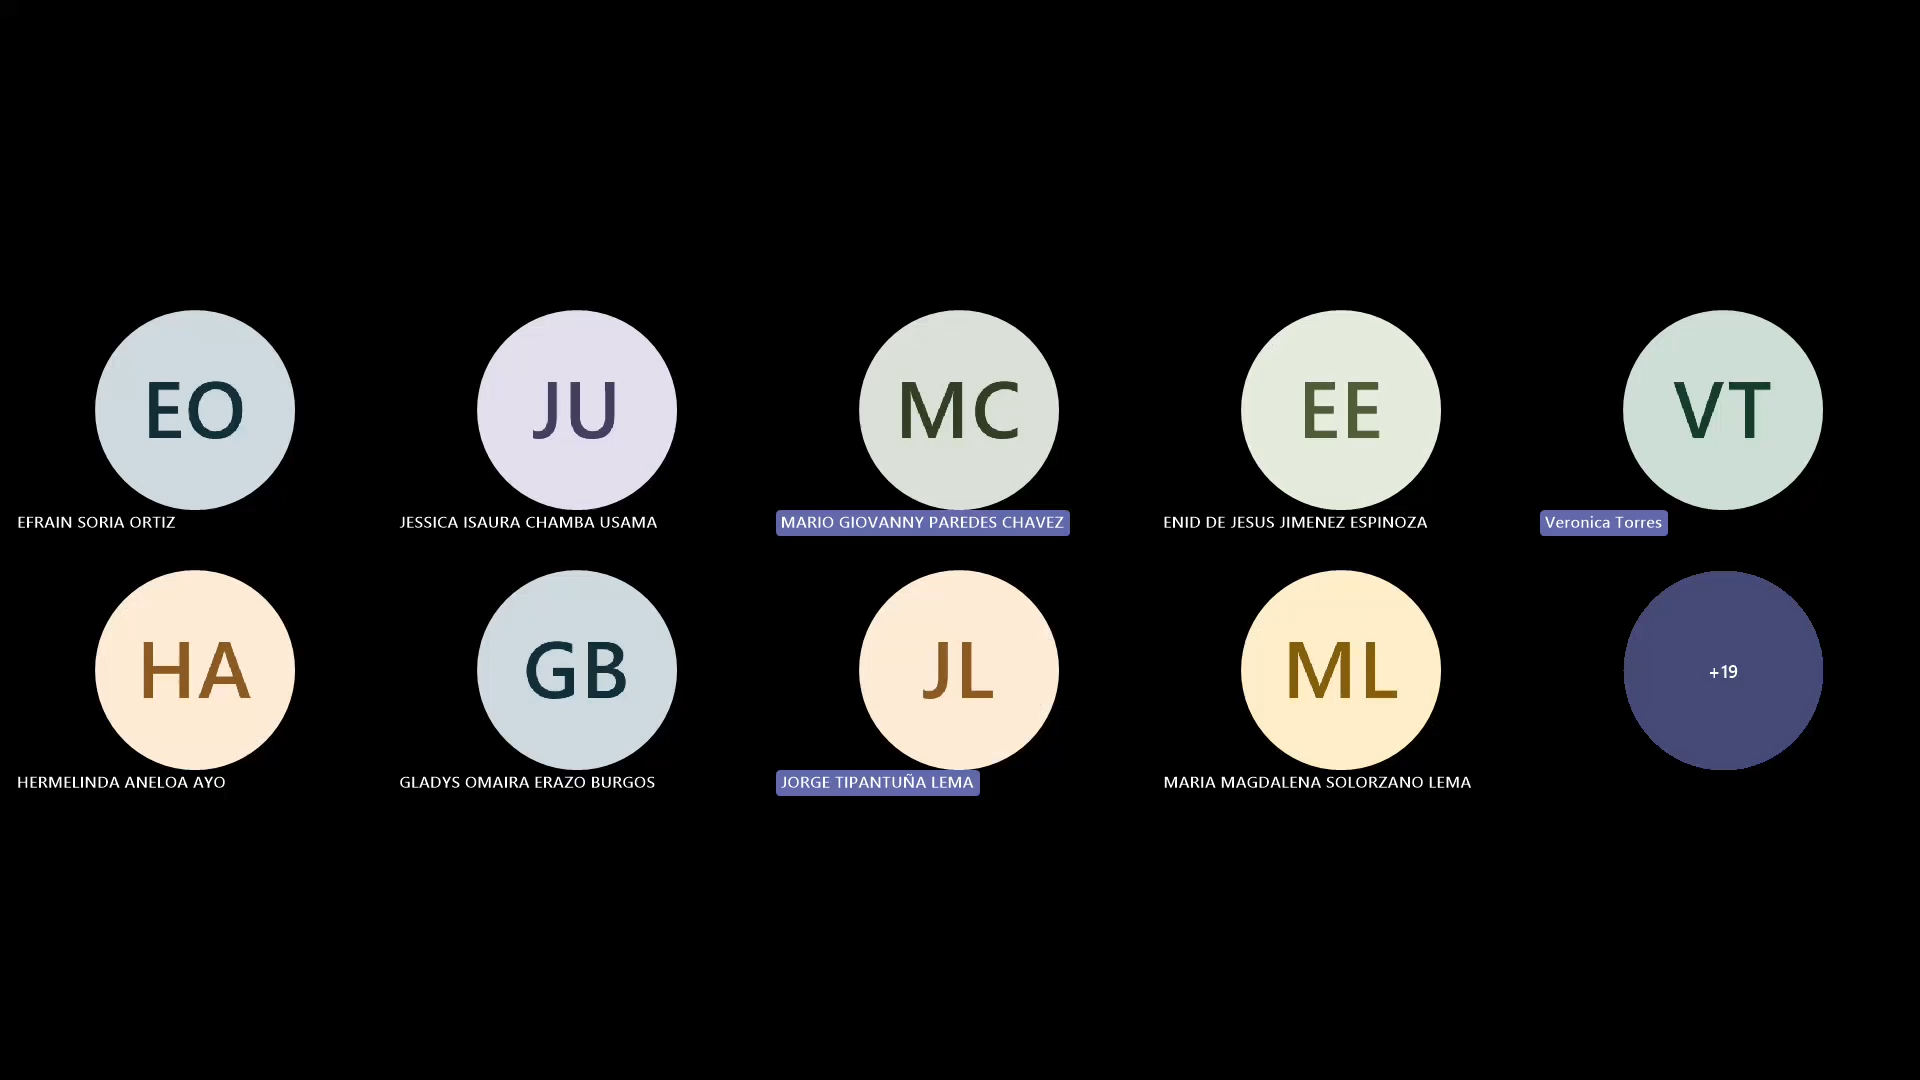 EO
JU
MC
EE
VT
EFRAIN SORIA ORTIZ
JESSICA ISAURA CHAMBA USAMA
MARIO GIOVANNY PAREDES CHAVEZ
ENID DE JESUS JIMENEZ ESPINOZA
Veronica Torres
HA
GB
JL
ML
+19
HERMELINDA ANELOA AYO
GLADYS OMAIRA ERAZO BURGOS
JORGE TIPANTUÑA LEMA
MARIA MAGDALENA SOLORZANO LEMA